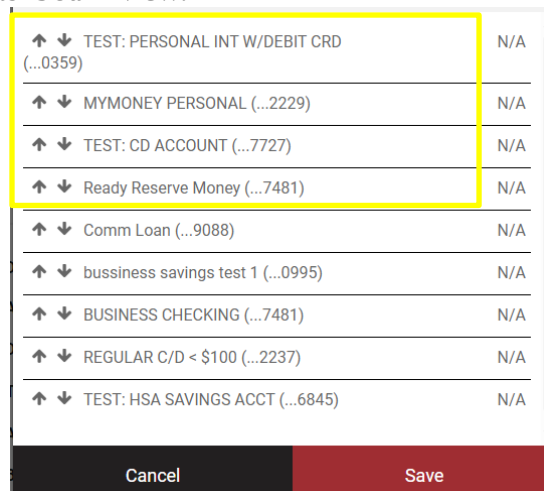 TEST: PERSONAL INT W/DEBIT CRD N/A
(...0359)
MYMONEY PERSONAL (...2229) N/A
TEST: CD ACCOUNT (...7727) N/A
Ready Reserve Money (...7481) N/A
Comm Loan (...9088) N/A
bussiness savings test 1 (...0995) N/A
BUSINESS CHECKING (...7481) N/A
REGULAR C/D < $100 (...2237) N/A
TEST: HSA SAVINGS ACCT (...6845) N/A
Cancel Save